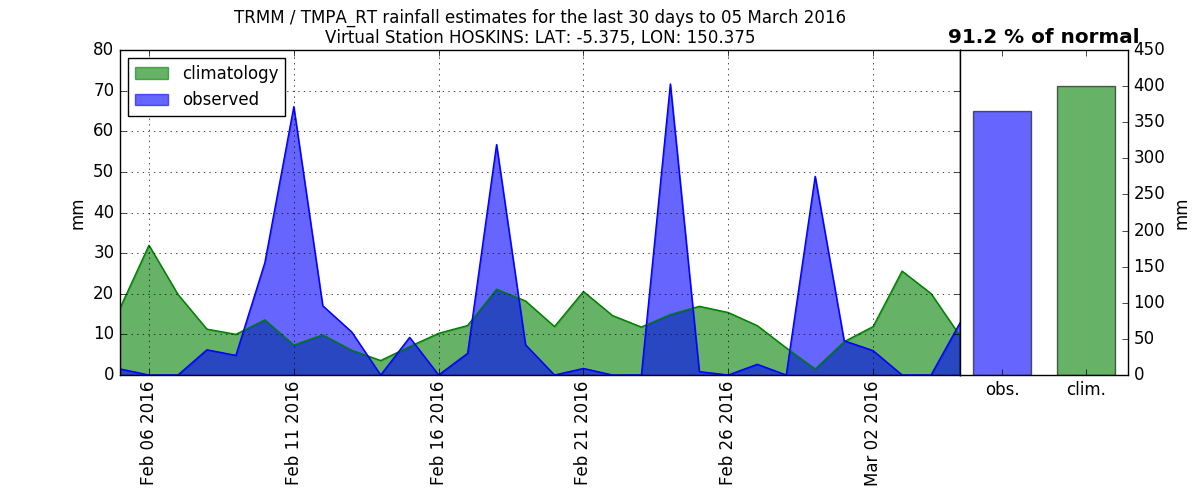 TRMM / TMPA_RT rainfall estimates for the last 30 days to 05 March 2016
Virtual Station HOSKINS: LAT: -5.375, LON: 150.375
91.2 % of normal
climatology
observed
mm
80
70
60
50
40
30
20
10
0
Feb 06 2016
Feb 11 2016
Feb 16 2016
Feb 21 2016
Feb 26 2016
Mar 02 2016
obs.
clim.
450
400
350
300
250
200
150
100
50
0
mm